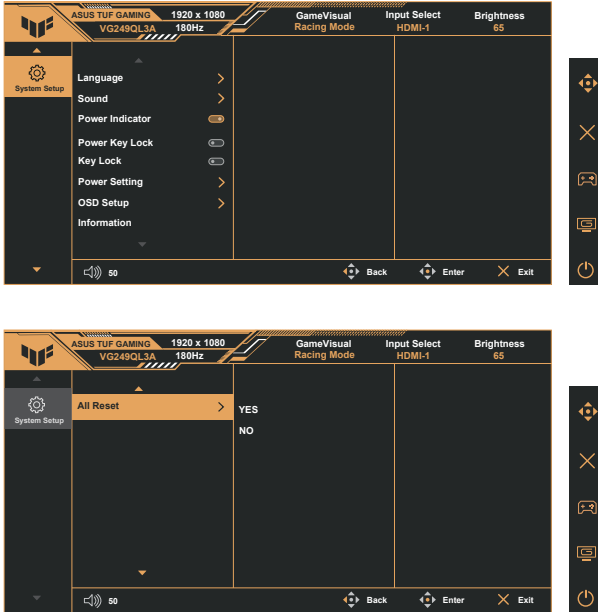 ASUS TUF GAMING 1920 x 1080 GameVisual Input Select Brightness
VG249QL3A 180Hz Racing Mode HDMI-1 65
System Setup
Language
Sound
Power Indicator
Power Key Lock
Key Lock
Power Setting
OSD Setup
Information
50 Back Enter Exit
ASUS TUF GAMING 1920 x 1080 GameVisual Input Select Brightness
VG249QL3A 180Hz Racing Mode HDMI-1 65
System Setup
All Reset
YES
NO
50 Back Enter Exit